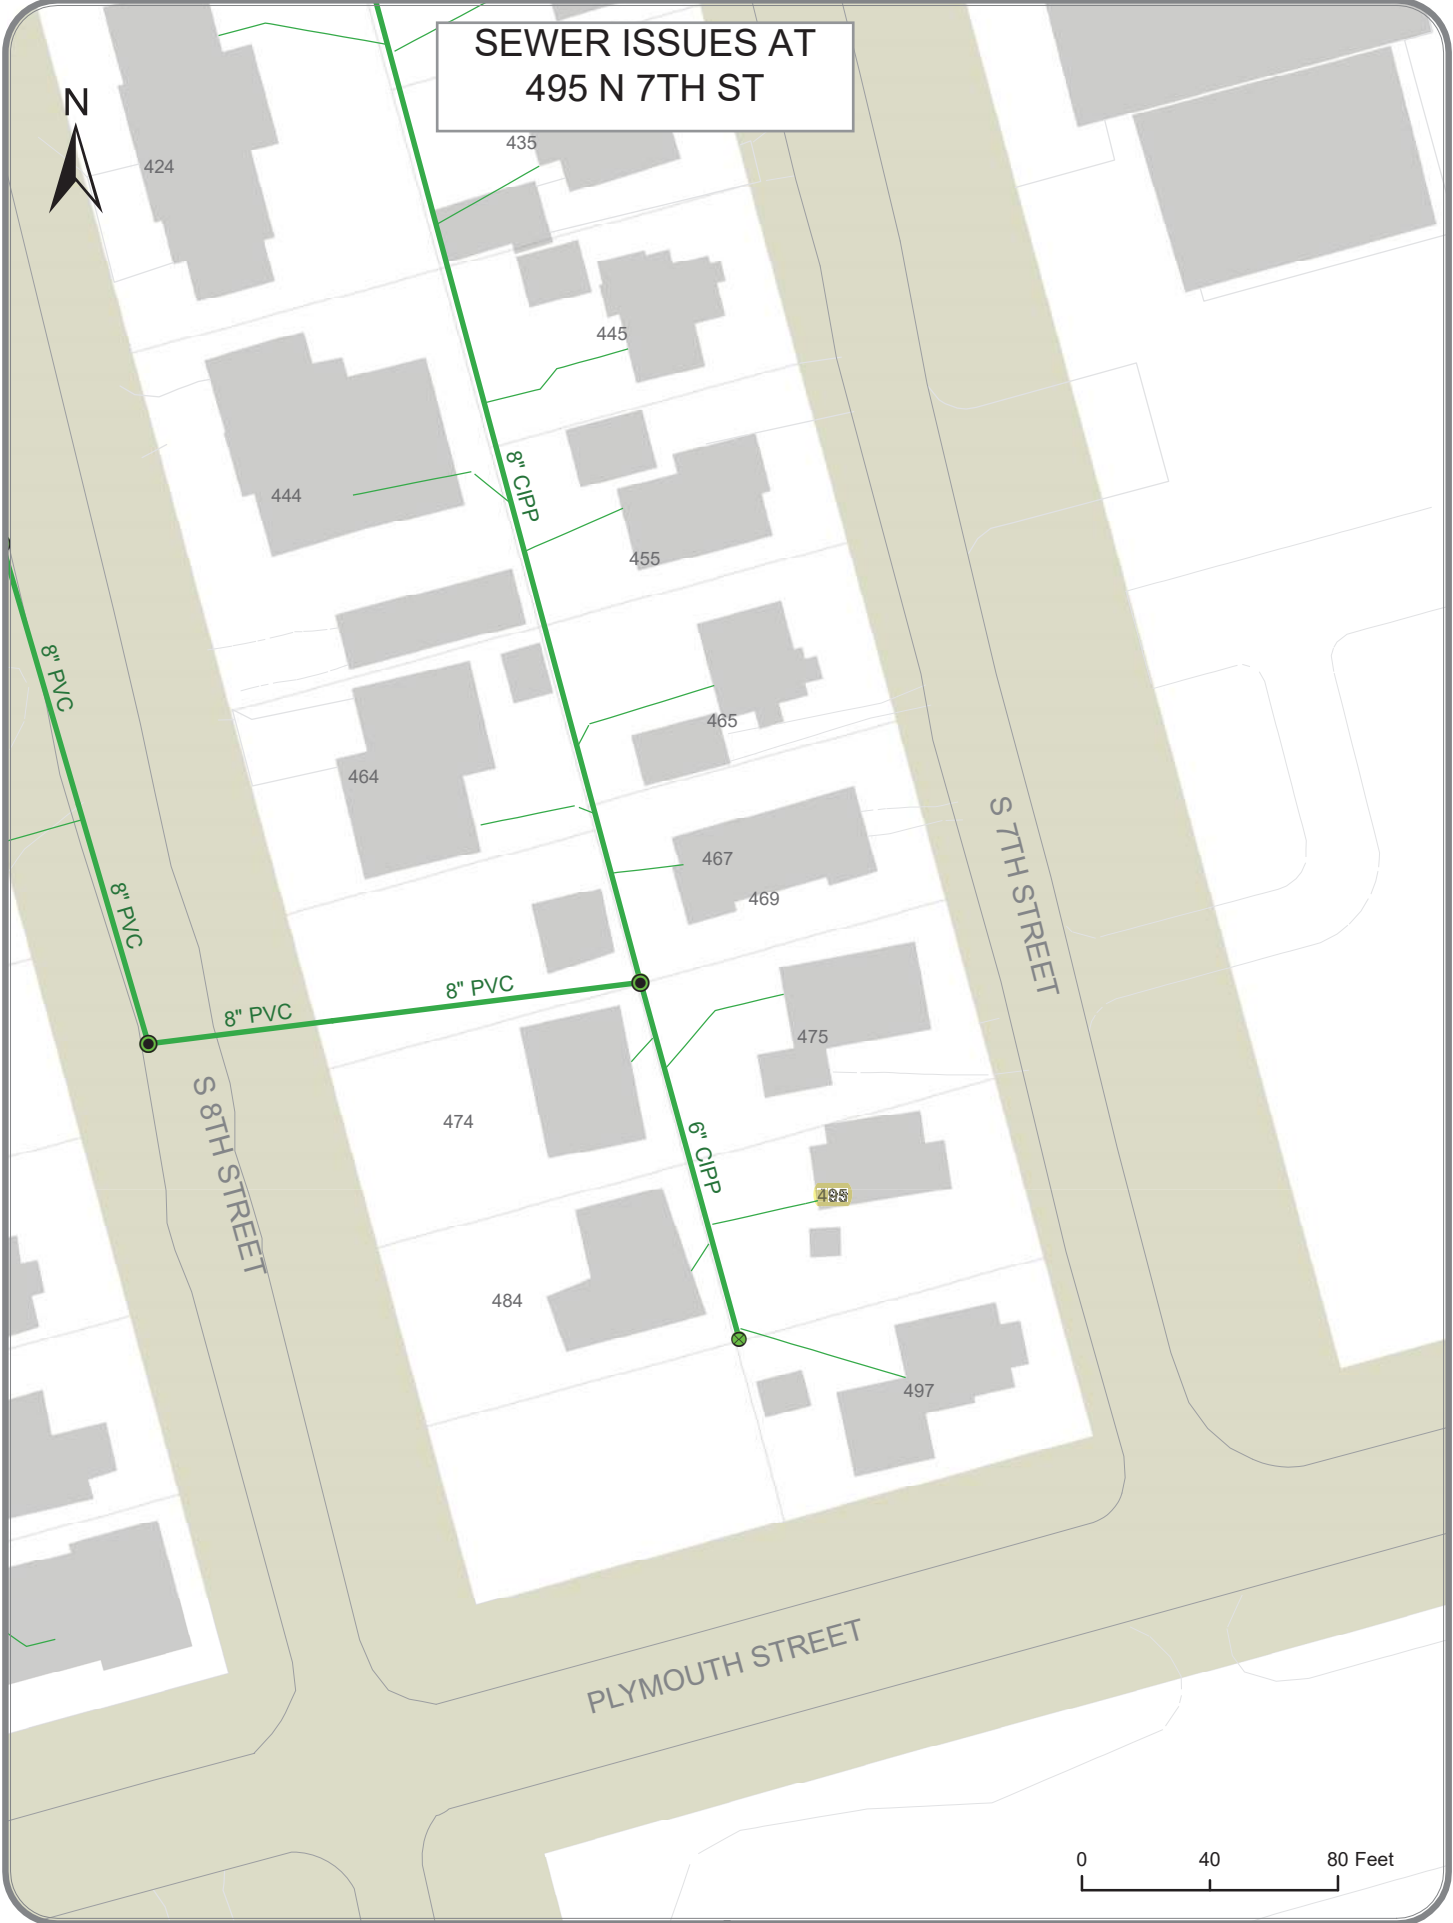 SEWER ISSUES AT
495 N 7TH ST
N
435
424
445
8" CIPP
444
455
8" PVC
465
464
S 7TH STREET
467
469
8" PVC
8" PVC
8" PVC
475
S 8TH STREET
474
6" CIPP
495
484
497
PLYMOUTH STREET
0 40 80 Feet